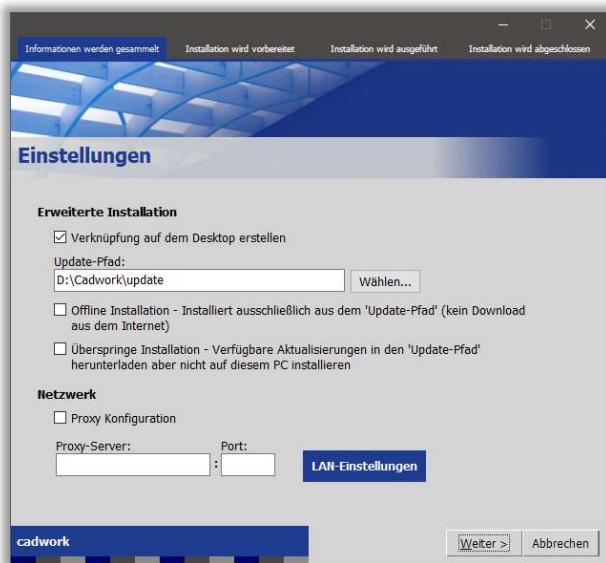 Informationen werden gesammelt Installation wird vorbereitet Installation wird ausgeführt Installation wird abgeschlossen
Einstellungen
Erweiterte Installation
Verknüpfung auf dem Desktop erstellen
Update-Pfad:
D:\Cadwork\update Wählen...
Offline Installation - Installiert ausschließlich aus dem 'Update-Pfad' (kein Download
aus dem Internet)
Überspringe Installation - Verfügbare Aktualisierungen in den 'Update-Pfad'
herunterladen aber nicht auf diesem PC installieren
Netzwerk
Proxy Konfiguration
Proxy-Server: Port:
: LAN-Einstellungen
cadwork Weiter > Abbrechen